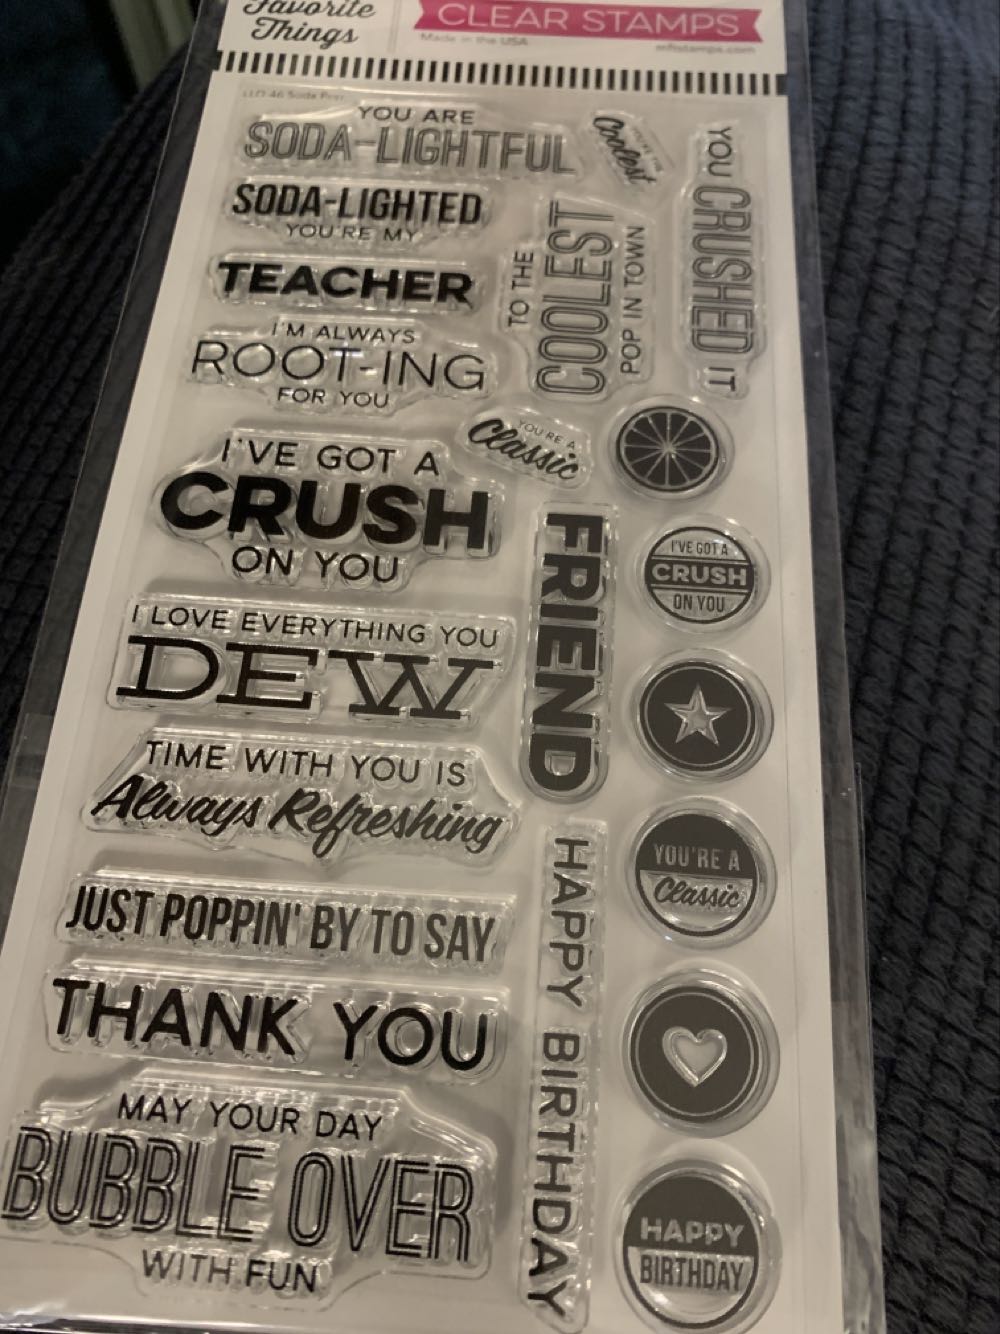 Favorite
Things
CLEAR STAMPS
Made in the USA
mftstamps.com
YOU ARE
SODA-LIGHTFUL
SODA-LIGHTED
YOU'RE MY
TEACHER
I'M ALWAYS
ROOT-ING
FOR YOU
I'VE GOT A
CRUSH
ON YOU
I LOVE EVERYTHING YOU
DEW
TIME WITH YOU IS
Always Refreshing
JUST POPPIN' BY TO SAY
THANK YOU
MAY YOUR DAY
BUBBLE OVER
WITH FUN
Coolest
TO THE
COOLEST
POP IN TOWN
YOU CRUSHED IT
YOU'RE A
Classic
FRIEND
HAPPY BIRTHDAY
I'VE GOT A
CRUSH
ON YOU
YOU'RE A
Classic
HAPPY
BIRTHDAY